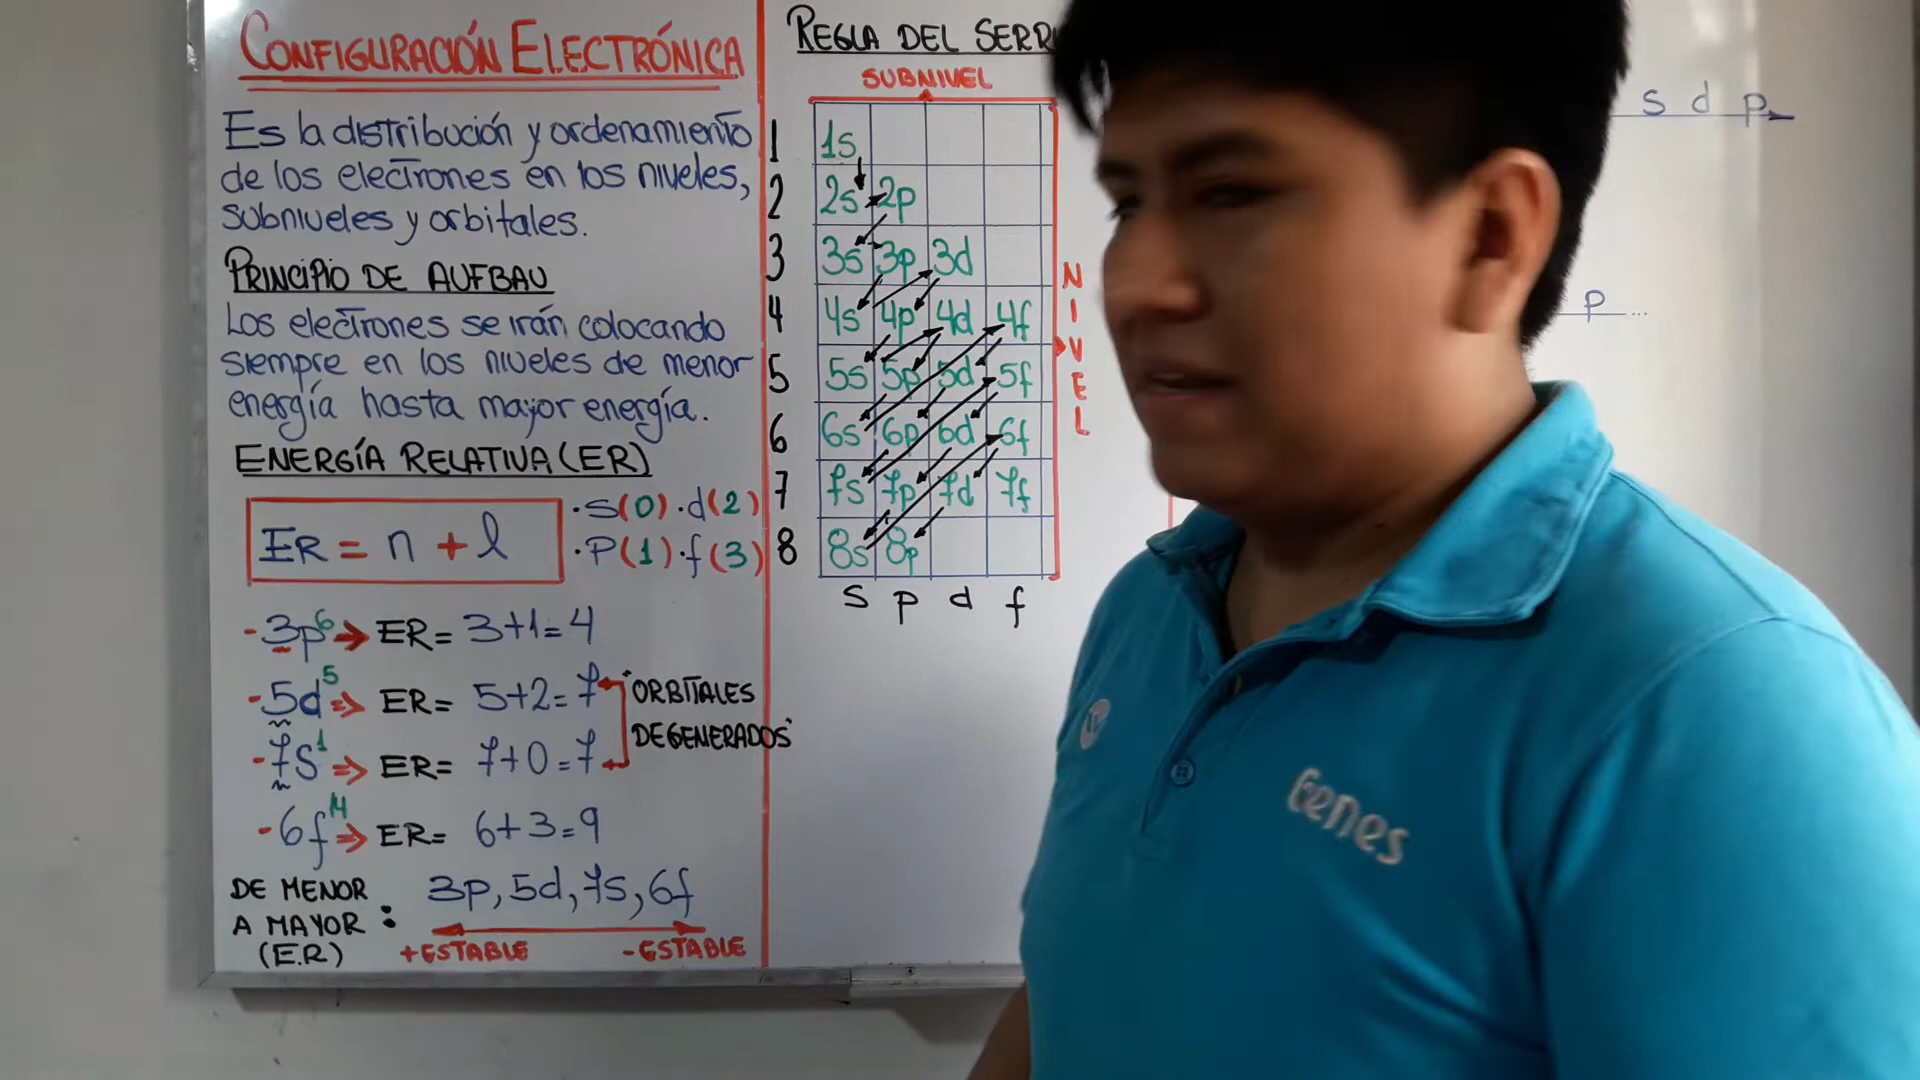 CONFIGURACIÓN ELECTRÓNICA
Es la distribución y ordenamiento
de los electrones en los niveles,
subniveles y orbitales.
PRINCIPIO DE AUFBAU
Los electrones se irán colocando
siempre en los niveles de menor
energía hasta mayor energía.
ENERGÍA RELATIVA (ER)
ER = n + l
·s(0) ·d(2)
·P(1) ·f(3)
-3p⁶ → ER= 3+1=4
-5d⁵ ⇒ ER= 5+2=7
-7s¹ ⇒ ER= 7+0=7
"ORBITALES
DEGENERADOS"
-6f¹⁴ ⇒ ER= 6+3=9
DE MENOR
A MAYOR :
(E.R)
3p, 5d, 7s, 6f
+ESTABLE -ESTABLE
REGLA DEL
SUBNIVEL
1 1s
2 2s 2p
3 3s 3p 3d
4 4s 4p 4d 4f
5 5s 5p 5d 5f
6 6s 6p 6d 6f
7 7s 7p 7d 7f
8 8s 8p
s p d f
NIVEL
s d p
p ...
Genes